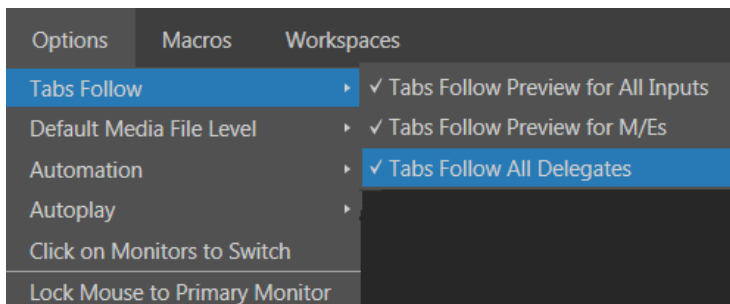 Options Macros Workspaces
Tabs Follow
✓ Tabs Follow Preview for All Inputs
Default Media File Level
✓ Tabs Follow Preview for M/Es
Automation
✓ Tabs Follow All Delegates
Autoplay
Click on Monitors to Switch
Lock Mouse to Primary Monitor